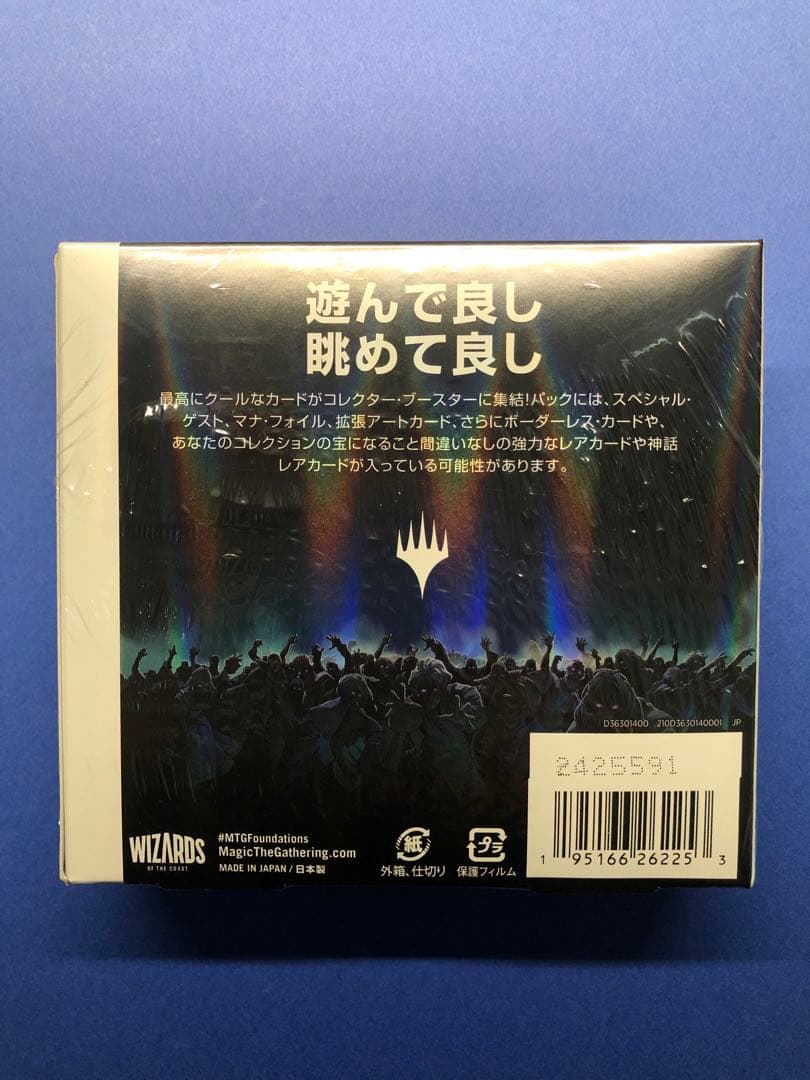 遊んで良し
眺めて良し
最高にクールなカードがコレクター・ブースターに集結!パックには、スペシャル・
ゲスト、マナ・フォイル、拡張アートカード、さらにボーダーレス・カードや、
あなたのコレクションの宝になること間違いなしの強力なレアカードや神話
レアカードが入っている可能性があります。
D36301400 210D3630140001 JP
2425591
WIZARDS
OF THE COAST
#MTGFoundations
MagicTheGathering.com
MADE IN JAPAN / 日本製
紙
外箱、仕切り
プラ
保護フィルム
1 95166 26225 3